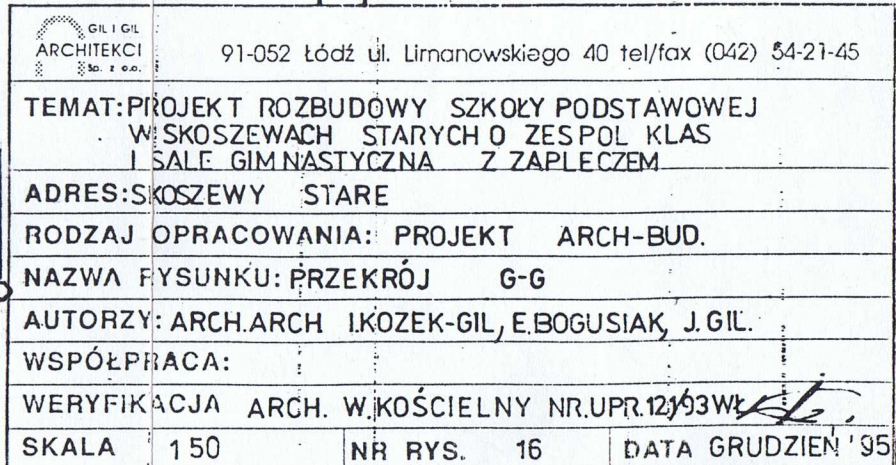 GIL I GIL
ARCHITEKCI
Sp. z o.o.
91-052 Łódź ul. Limanowskiego 40 tel/fax (042) 54-21-45
TEMAT: PROJEKT ROZBUDOWY SZKOŁY PODSTAWOWEJ
W SKOSZEWACH STARYCH O ZESPOL KLAS
I SALE GIMNASTYCZNA Z ZAPLECZEM
ADRES: SKOSZEWY STARE
RODZAJ OPRACOWANIA: PROJEKT ARCH-BUD.
NAZWA RYSUNKU: PRZEKRÓJ G-G
AUTORZY: ARCH.ARCH I.KOZEK-GIL, E.BOGUSIAK, J.GIL.
WSPÓŁPRACA:
WERYFIKACJA ARCH. W.KOŚCIELNY NR.UPR.12/93WŁ
SKALA 1 50 NR RYS. 16 DATA GRUDZIEŃ '95